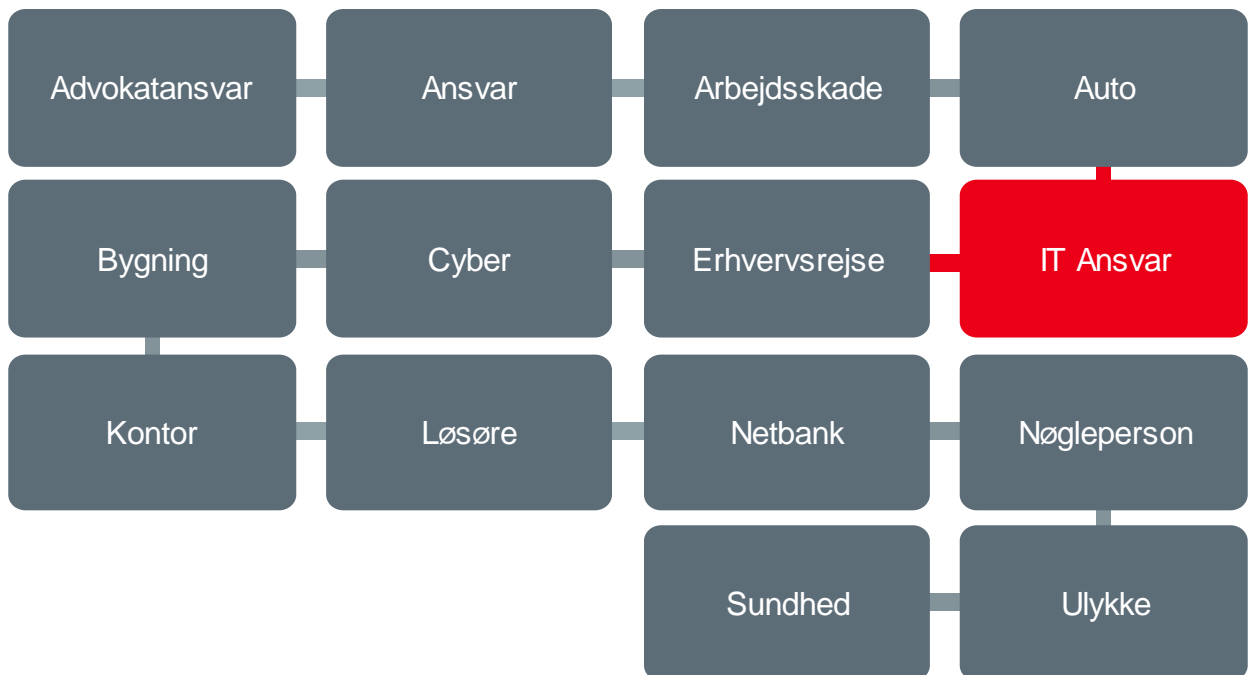 Advokatansvar
Ansvar
Arbejdsskade
Auto
Bygning
Cyber
Erhvervsrejse
IT Ansvar
Kontor
Løsøre
Netbank
Nøgleperson
Sundhed
Ulykke